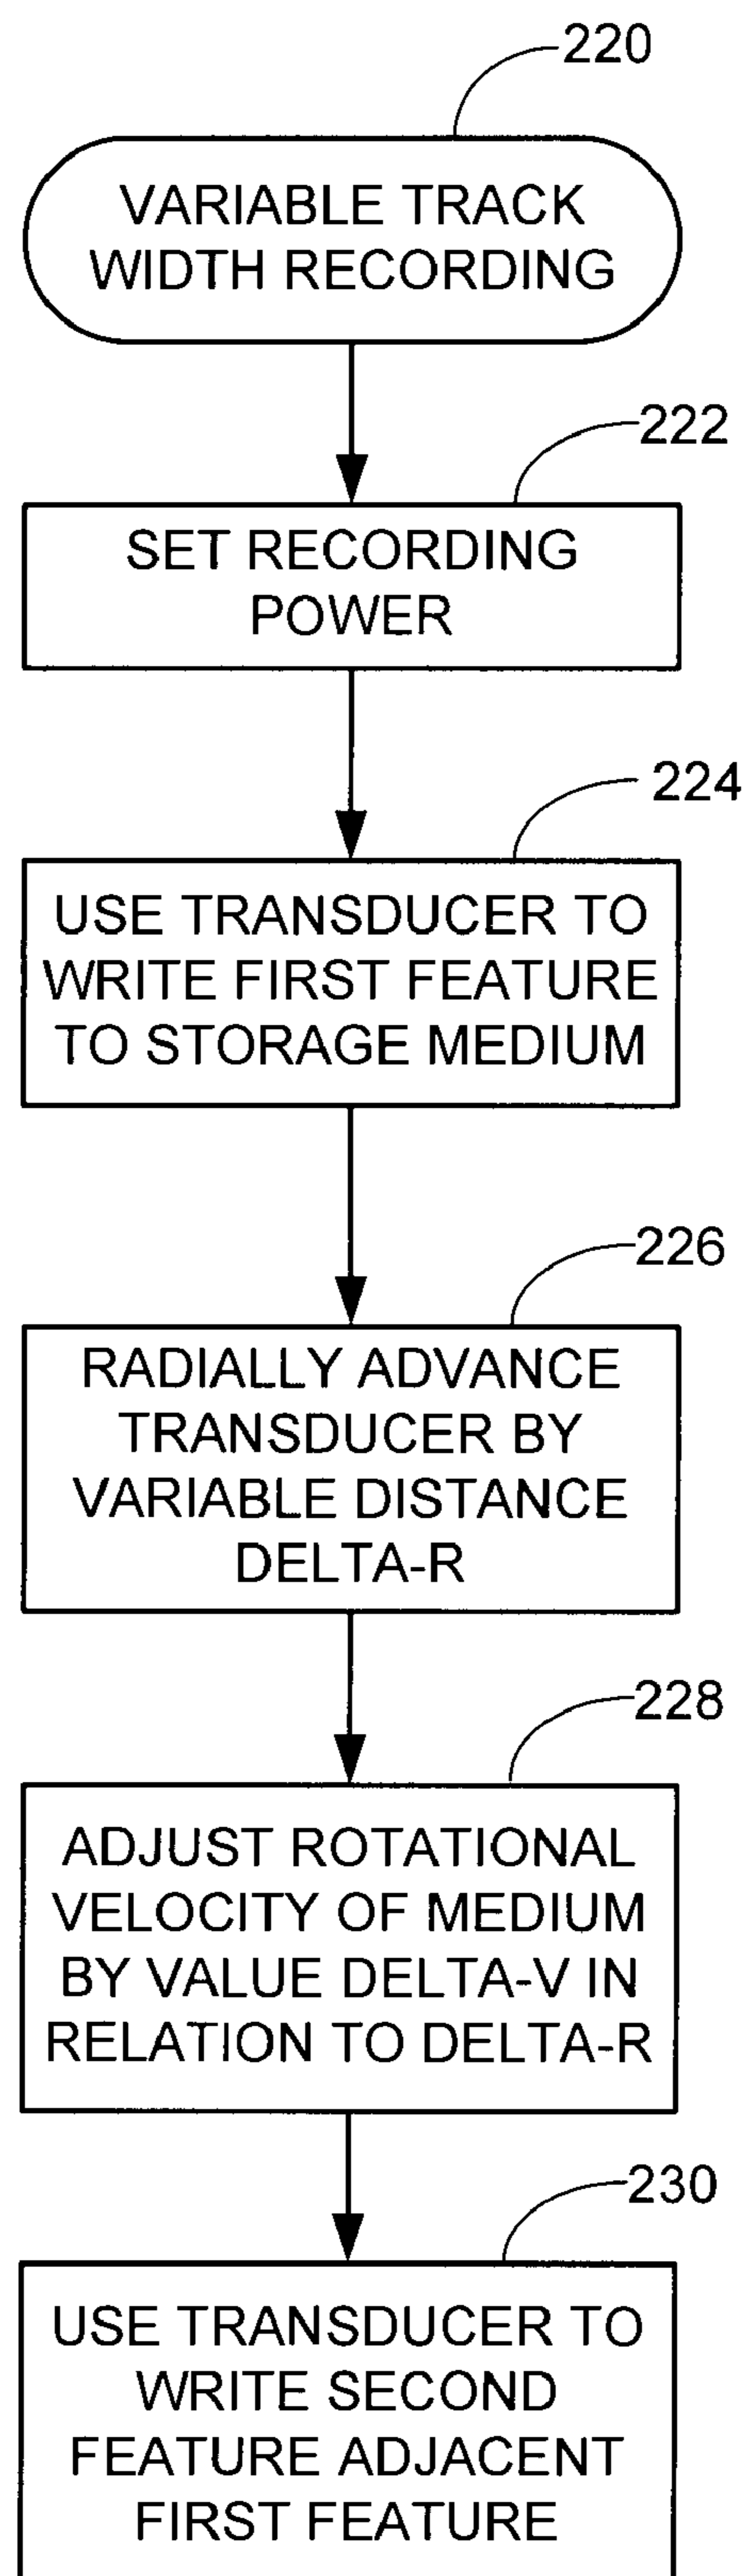 220
VARIABLE TRACK
WIDTH RECORDING
222
SET RECORDING
POWER
224
USE TRANSDUCER TO
WRITE FIRST FEATURE
TO STORAGE MEDIUM
226
RADIALLY ADVANCE
TRANSDUCER BY
VARIABLE DISTANCE
DELTA-R
228
ADJUST ROTATIONAL
VELOCITY OF MEDIUM
BY VALUE DELTA-V IN
RELATION TO DELTA-R
230
USE TRANSDUCER TO
WRITE SECOND
FEATURE ADJACENT
FIRST FEATURE